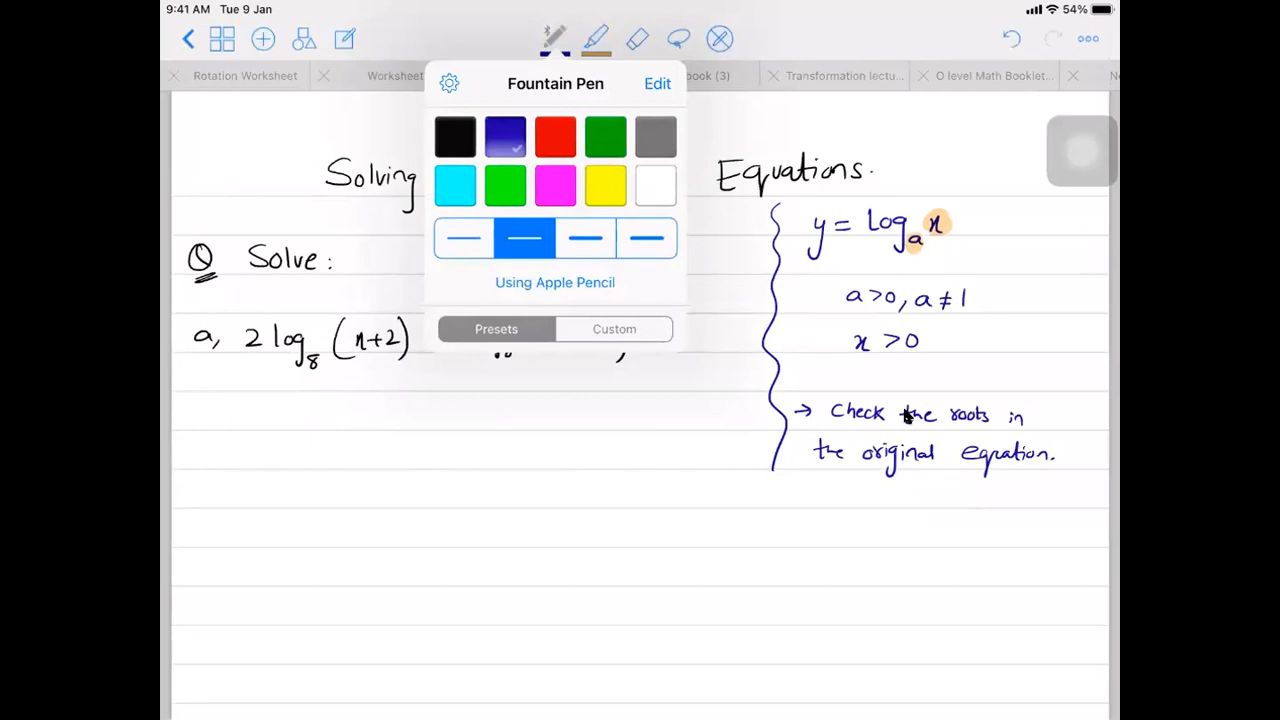 9:41 AM Tue 9 Jan
54%
Rotation Worksheet
Worksheet
book (3)
Transformation lectu...
O level Math Booklet...
Fountain Pen
Edit
Using Apple Pencil
Presets
Custom
Solving
Equations.
Q Solve:
a, 2 log₈ (x+2)
y = logₐ x
a >0, a ≠ 1
x >0
→ Check the roots in
the original equation.